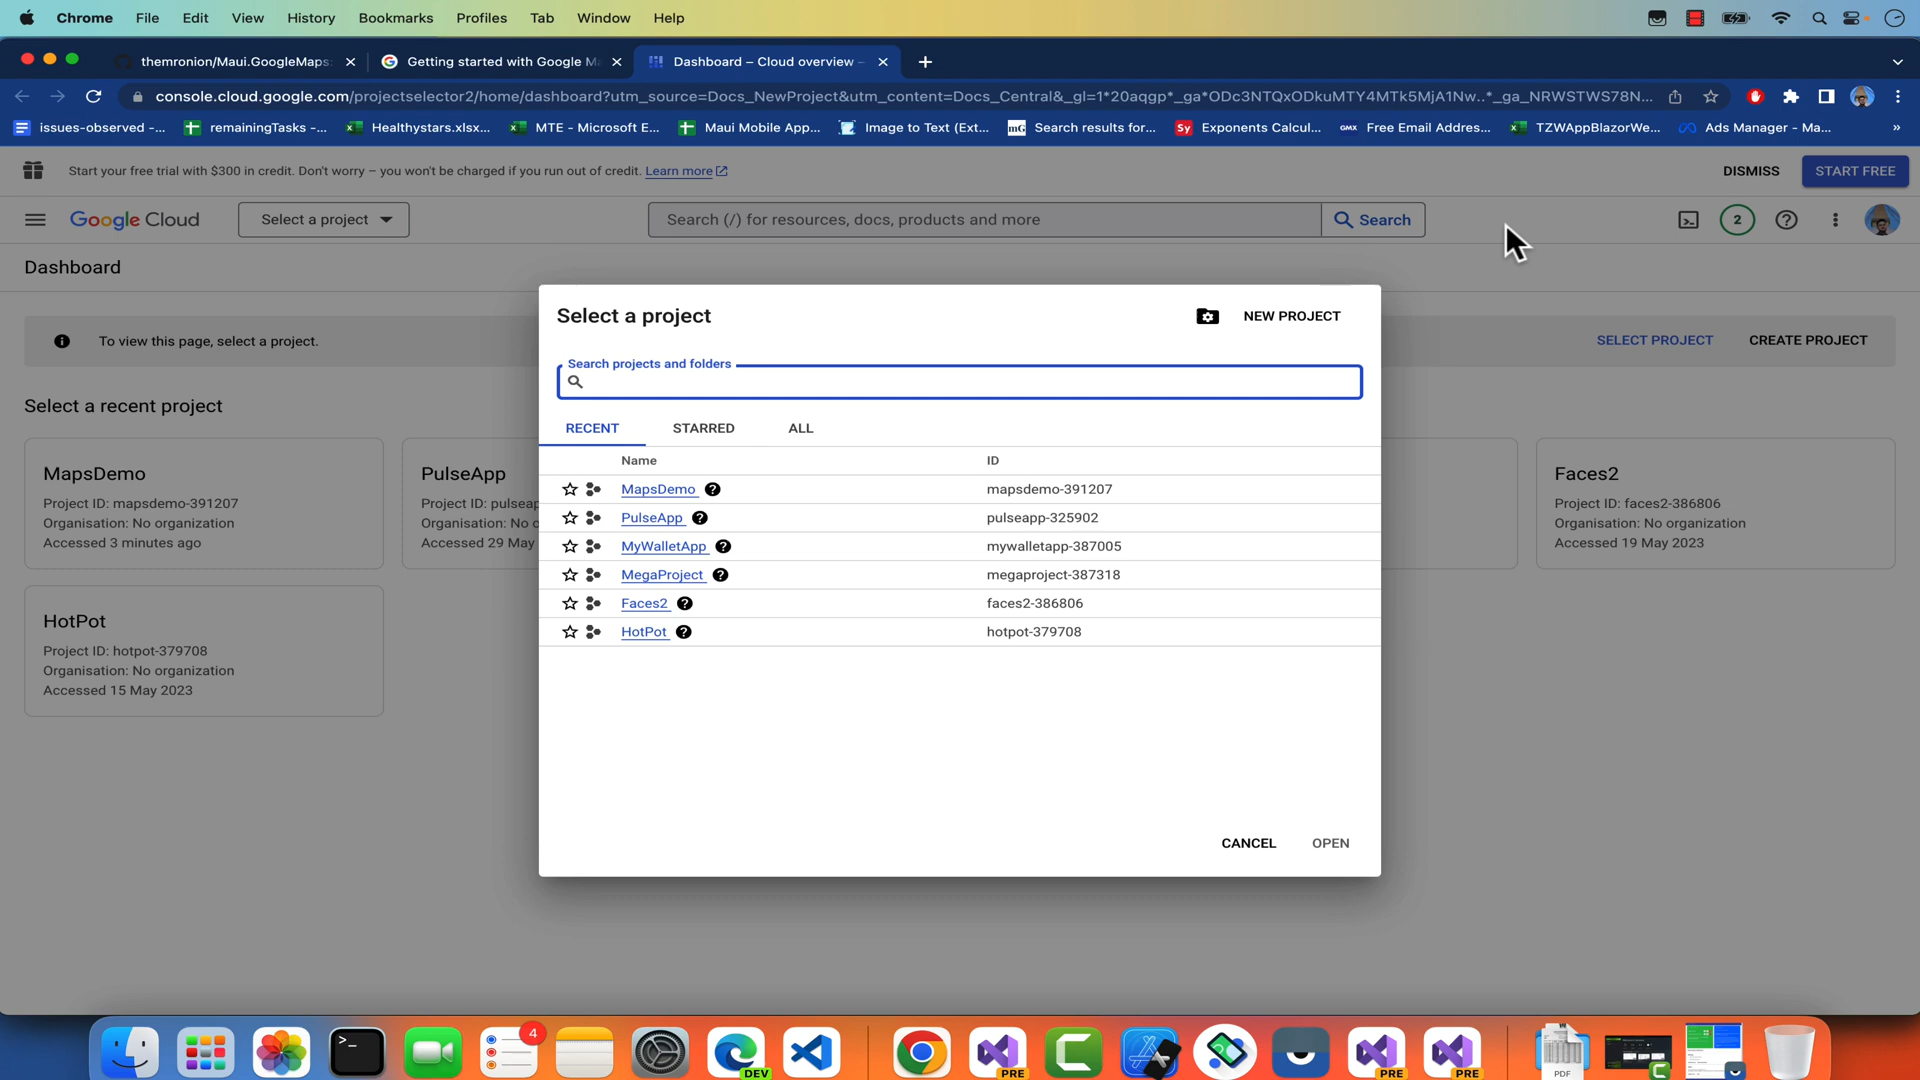 Chrome File Edit View History Bookmarks Profiles Tab Window Help
themronion/Maui.GoogleMaps: Getting started with Google Ma Dashboard – Cloud overview –
console.cloud.google.com/projectselector2/home/dashboard?utm_source=Docs_NewProject&utm_content=Docs_Central&_gl=1*20aqgp*_ga*ODc3NTQxODkuMTY4MTk5MjA1Nw..*_ga_NRWSTWS78N...
issues-observed -... remainingTasks -... Healthystars.xlsx... MTE - Microsoft E... Maui Mobile App... Image to Text (Ext... mG Search results for... Sy Exponents Calcul... GMX Free Email Addres... TZWAppBlazorWe... Ads Manager - Ma... »
Start your free trial with $300 in credit. Don't worry – you won't be charged if you run out of credit. Learn more DISMISS START FREE
Google Cloud Select a project Search (/) for resources, docs, products and more Search 2
Dashboard
To view this page, select a project. SELECT PROJECT CREATE PROJECT
Select a recent project
MapsDemo
Project ID: mapsdemo-391207
Organisation: No organization
Accessed 3 minutes ago
PulseApp
Project ID: pulseap
Organisation: No o
Accessed 29 May
Faces2
Project ID: faces2-386806
Organisation: No organization
Accessed 19 May 2023
HotPot
Project ID: hotpot-379708
Organisation: No organization
Accessed 15 May 2023
Select a project NEW PROJECT
Search projects and folders
RECENT STARRED ALL
Name ID
MapsDemo mapsdemo-391207
PulseApp pulseapp-325902
MyWalletApp mywalletapp-387005
MegaProject megaproject-387318
Faces2 faces2-386806
HotPot hotpot-379708
CANCEL OPEN
4 DEV PRE PRE PRE PDF